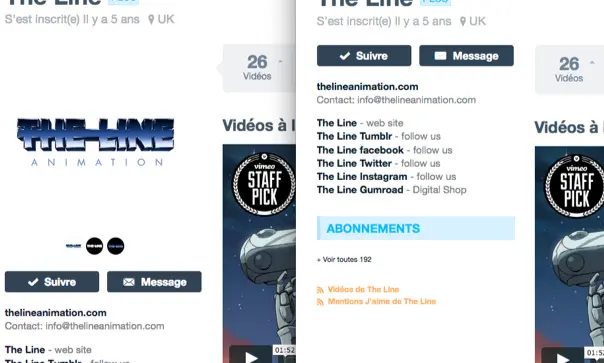 The Line
S'est inscrit(e) Il y a 5 ans UK
26
Vidéos
THE LINE
ANIMATION
Vidéos à l
vimeo
STAFF
PICK
THE-LINE
Suivre
Message
thelineanimation.com
Contact: info@thelineanimation.com
The Line - web site
The Line Tumblr - follow us
01:52
The Line
S'est inscrit(e) Il y a 5 ans UK
Suivre
Message
26
Vidéos
thelineanimation.com
Contact: info@thelineanimation.com
The Line - web site
The Line Tumblr - follow us
The Line facebook - follow us
The Line Twitter - follow us
The Line Instagram - follow us
The Line Gumroad - Digital Shop
Vidéos à l
vimeo
STAFF
PICK
ABONNEMENTS
+ Voir toutes 192
Vidéos de The Line
Mentions J'aime de The Line
01:52